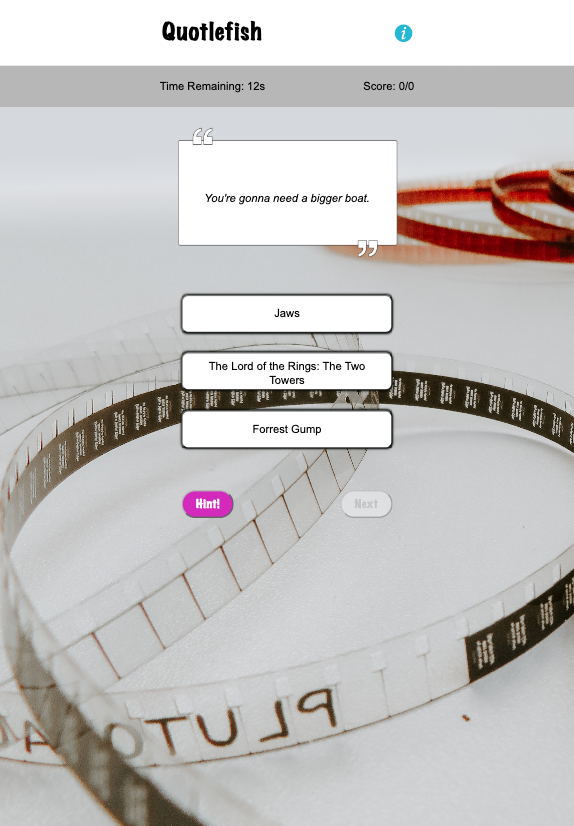 Quotlefish
i
Time Remaining: 12s Score: 0/0
“
You're gonna need a bigger boat.
”
Jaws
The Lord of the Rings: The Two
Towers
Forrest Gump
Hint! Next
PLUTO